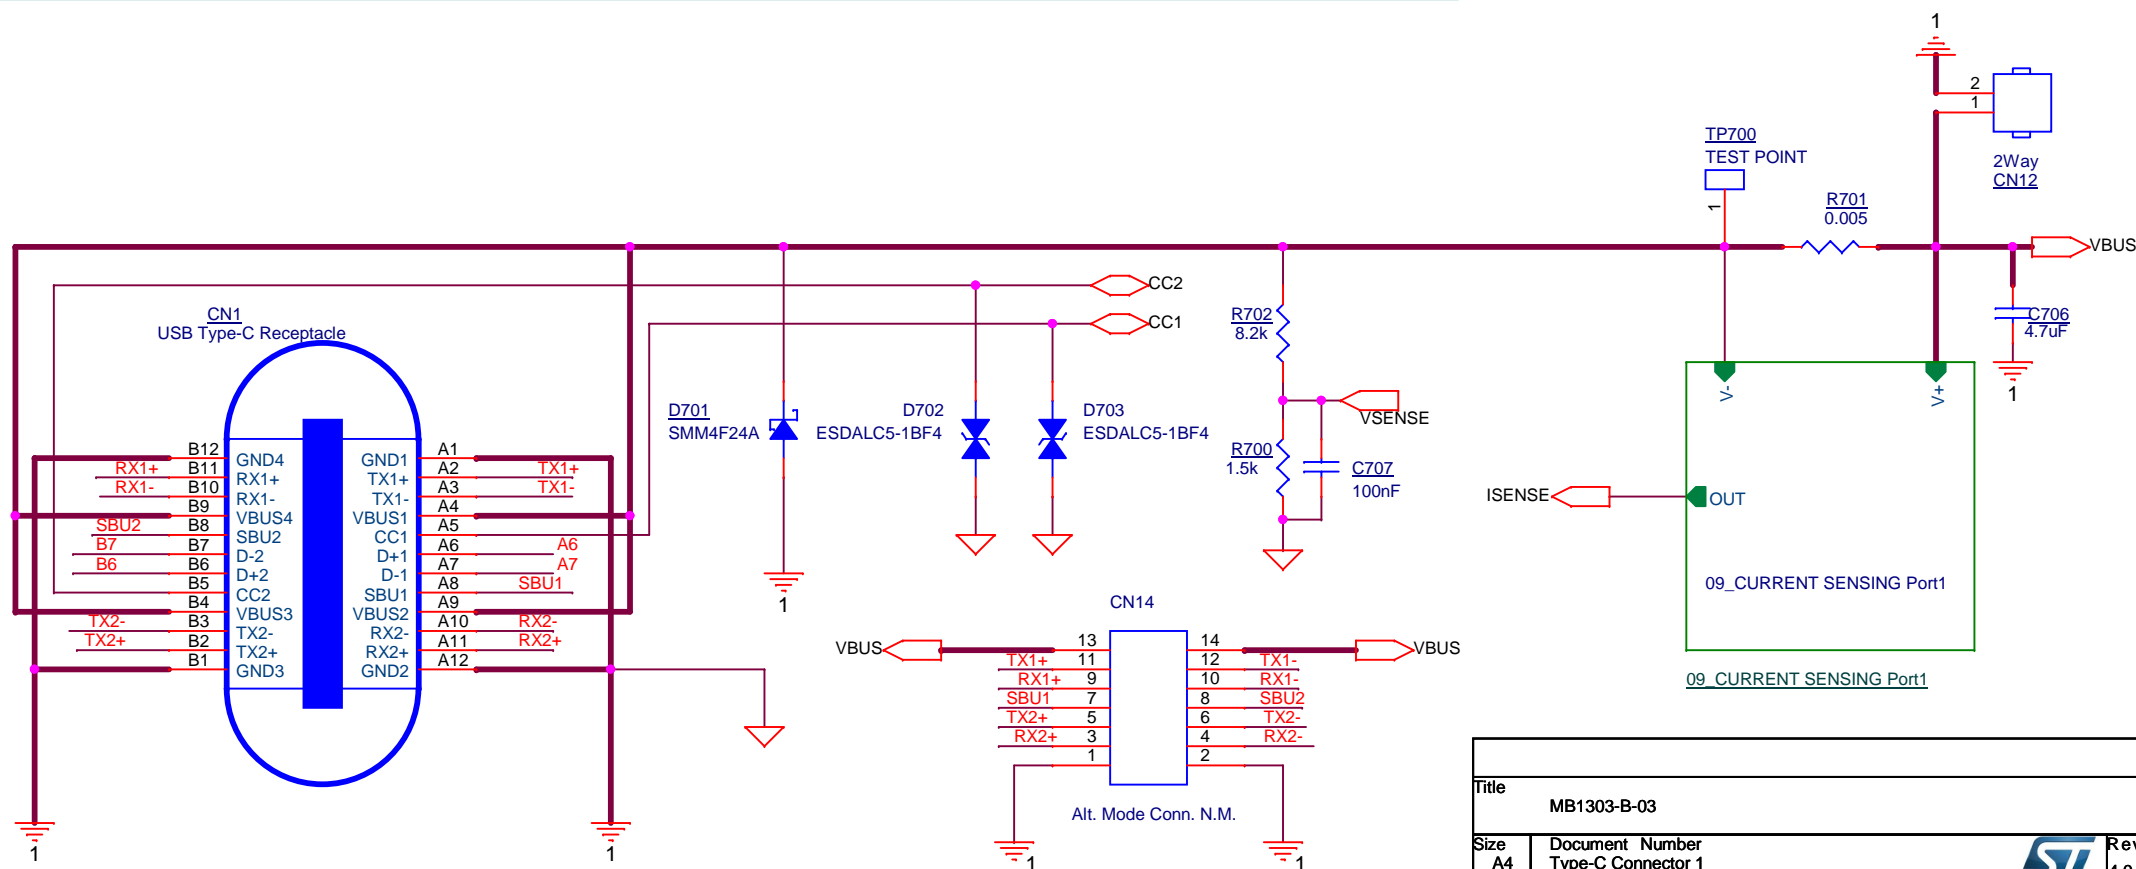 1
2
1
2Way
CN12
TP700
TEST POINT
1
R701
0.005
VBUS
C706
4.7uF
1
V-
V+
OUT
ISENSE
09_CURRENT SENSING Port1
09_CURRENT SENSING Port1
CC2
CC1
R702
8.2k
VSENSE
R700
1.5k
C707
100nF
D701
SMM4F24A
1
D702
ESDALC5-1BF4
D703
ESDALC5-1BF4
CN1
USB Type-C Receptacle
B12 GND4 GND1 A1
RX1+ B11 RX1+ TX1+ A2 TX1+
RX1- B10 RX1- TX1- A3 TX1-
B9 VBUS4 VBUS1 A4
SBU2 B8 SBU2 CC1 A5
B7 B7 D-2 D+1 A6 A6
B6 B6 D+2 D-1 A7 A7
B5 CC2 SBU1 A8 SBU1
B4 VBUS3 VBUS2 A9
TX2- B3 TX2- RX2- A10 RX2-
TX2+ B2 TX2+ RX2+ A11 RX2+
B1 GND3 GND2 A12
1
1
CN14
VBUS 13 14 VBUS
TX1+ 11 12 TX1-
RX1+ 9 10 RX1-
SBU1 7 8 SBU2
TX2+ 5 6 TX2-
RX2+ 3 4 RX2-
1 2
Alt. Mode Conn. N.M.
1
1
Title
MB1303-B-03
Size
A4
Document Number
Type-C Connector 1
ST
Rev